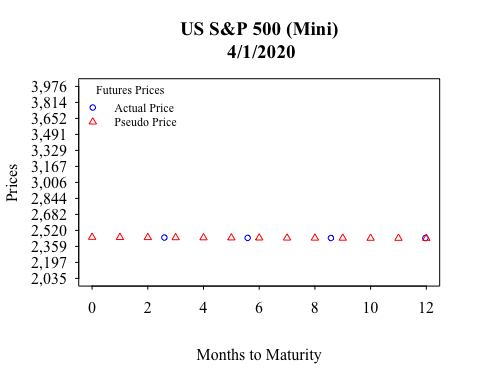 US S&P 500 (Mini)
4/1/2020
Futures Prices
Actual Price
Pseudo Price
Prices
3,976
3,814
3,652
3,491
3,329
3,167
3,006
2,844
2,682
2,520
2,359
2,197
2,035
0 2 4 6 8 10 12
Months to Maturity